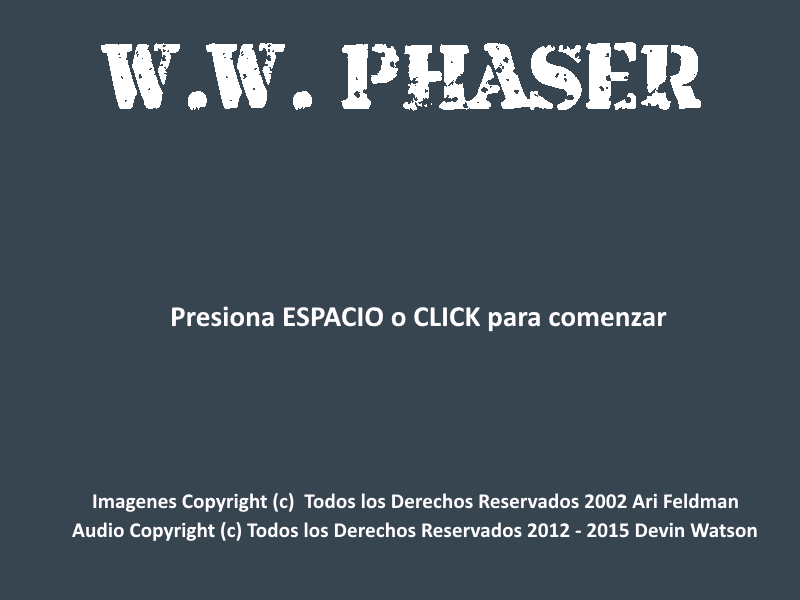 W.W. PHASER
Presiona ESPACIO o CLICK para comenzar
Imagenes Copyright (c)  Todos los Derechos Reservados 2002 Ari Feldman
Audio Copyright (c) Todos los Derechos Reservados 2012 - 2015 Devin Watson